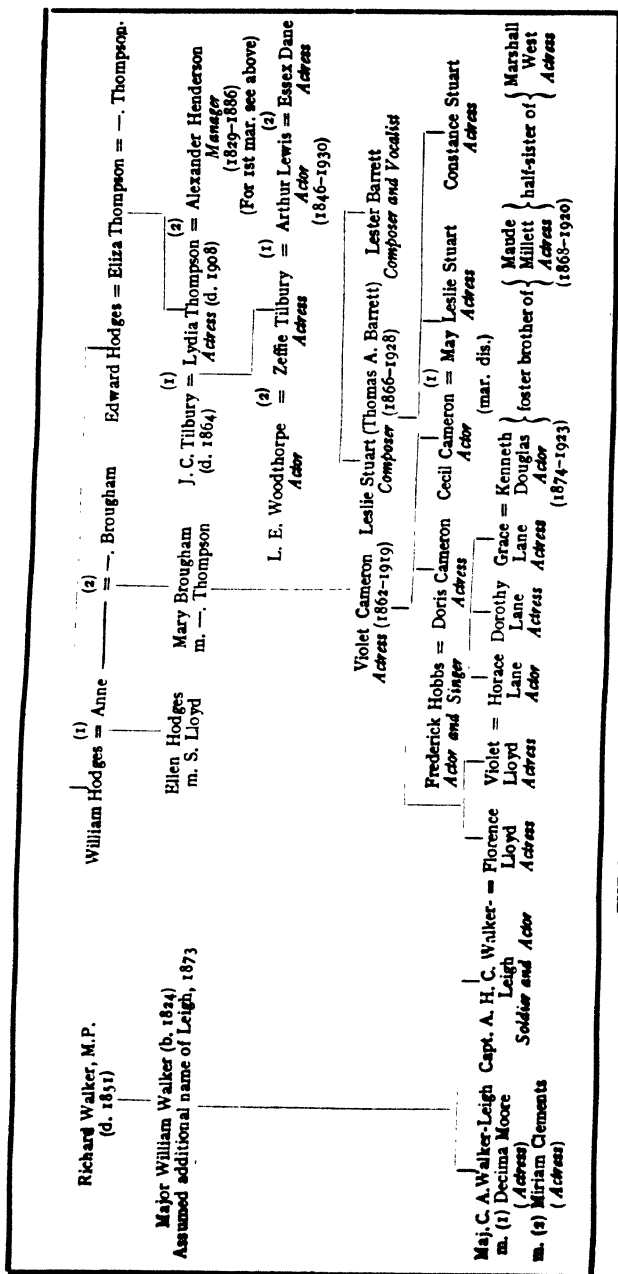 Richard Walker, M.P.
(d. 1851)
William Hodges = Anne ——— = —. Brougham
(1)
(2)
Edward Hodges = Eliza Thompson = —. Thompson.
Major William Walker (b. 1824)
Assumed additional name of Leigh, 1873
Ellen Hodges
m. S. Lloyd
Mary Brougham
m. —. Thompson
(1)
(2)
J. C. Tilbury = Lydia Thompson = Alexander Henderson
(d. 1864)
Actress (d. 1908)
Manager
(1829–1886)
(For 1st mar. see above)
(2)
(1)
(2)
L. E. Woodthorpe = Zeffie Tilbury = Arthur Lewis = Essex Dane
Actor
Actress
Actor
Actress
(1846–1930)
Violet Cameron
Actress (1862–1919)
Leslie Stuart (Thomas A. Barrett)
Composer (1866–1928)
Lester Barrett
Composer and Vocalist
(1)
Frederick Hobbs = Doris Cameron
Actor and Singer
Actress
Cecil Cameron = May Leslie Stuart
Actor
Actress
(mar. dis.)
Constance Stuart
Actress
Maj. C. A. Walker-Leigh
m. (1) Decima Moore
(Actress)
m. (2) Miriam Clements
(Actress)
Capt. A. H. C. Walker- = Florence
Leigh
Lloyd
Soldier and Actor
Actress
Violet = Horace
Lloyd
Lane
Actress
Actor
Dorothy
Lane
Actress
Grace = Kenneth
Lane
Douglas
Actress
Actor
(1874–1923)
foster brother of
Maude
Millett
Actress
(1868–1920)
half-sister of
Marshall
West
Actress